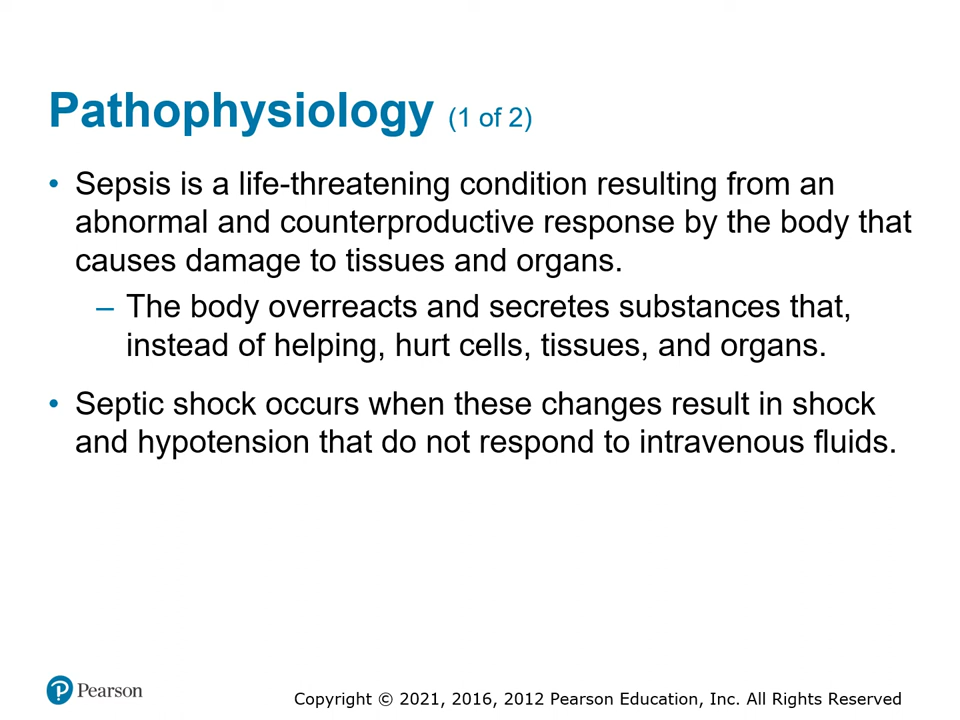 Pathophysiology (1 of 2)
• Sepsis is a life-threatening condition resulting from an
abnormal and counterproductive response by the body that
causes damage to tissues and organs.
– The body overreacts and secretes substances that,
instead of helping, hurt cells, tissues, and organs.
• Septic shock occurs when these changes result in shock
and hypotension that do not respond to intravenous fluids.
Pearson
Copyright © 2021, 2016, 2012 Pearson Education, Inc. All Rights Reserved